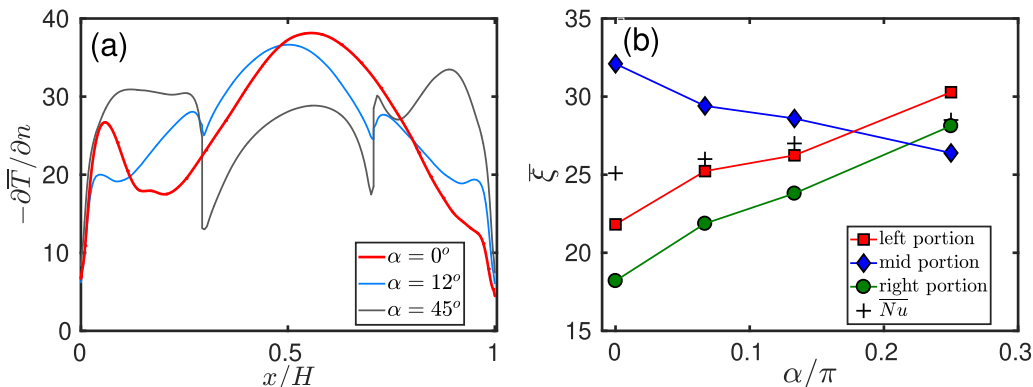 (a)
40
30
20
10
0
−∂T̅/∂n
α = 0°
α = 12°
α = 45°
0
0.5
1
x/H
(b)
35
30
25
20
15
ξ̅
left portion
mid portion
right portion
N̅u̅
0
0.1
0.2
0.3
α/π